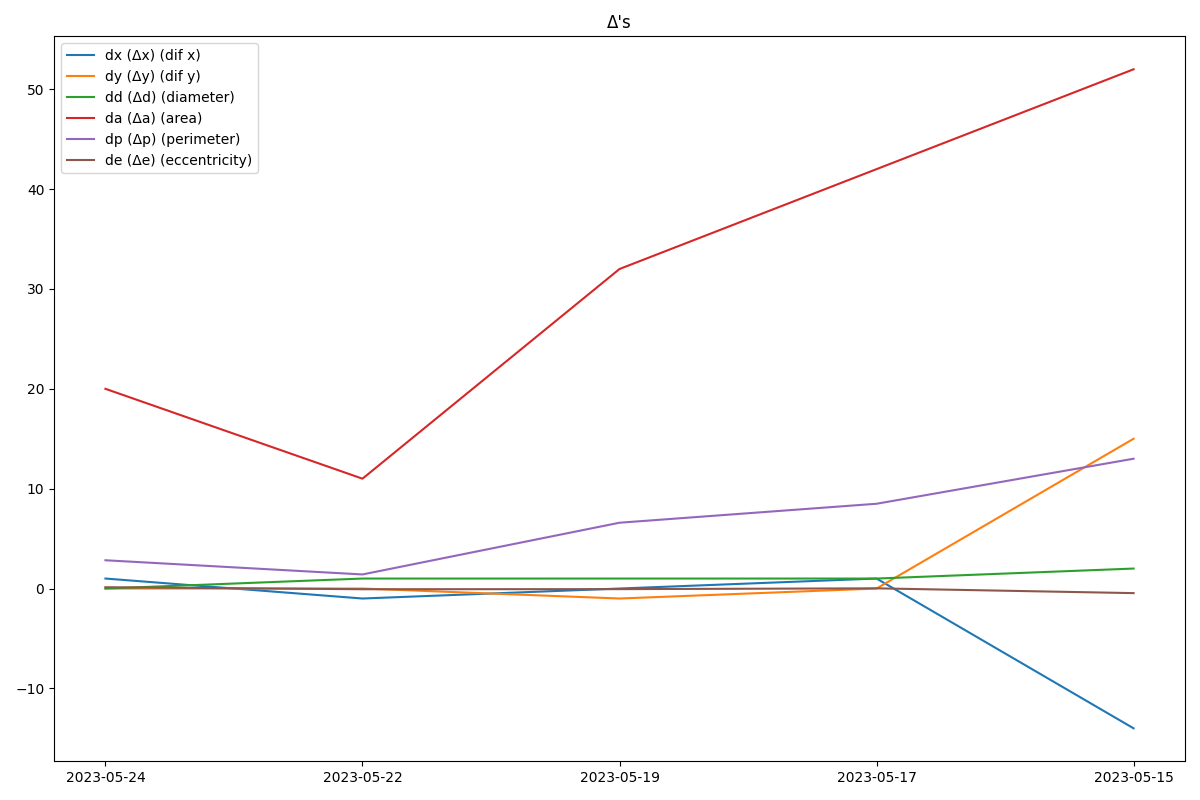 Δ's
dx (Δx) (dif x)
dy (Δy) (dif y)
dd (Δd) (diameter)
da (Δa) (area)
dp (Δp) (perimeter)
de (Δe) (eccentricity)
50
40
30
20
10
0
−10
2023-05-24 2023-05-22 2023-05-19 2023-05-17 2023-05-15